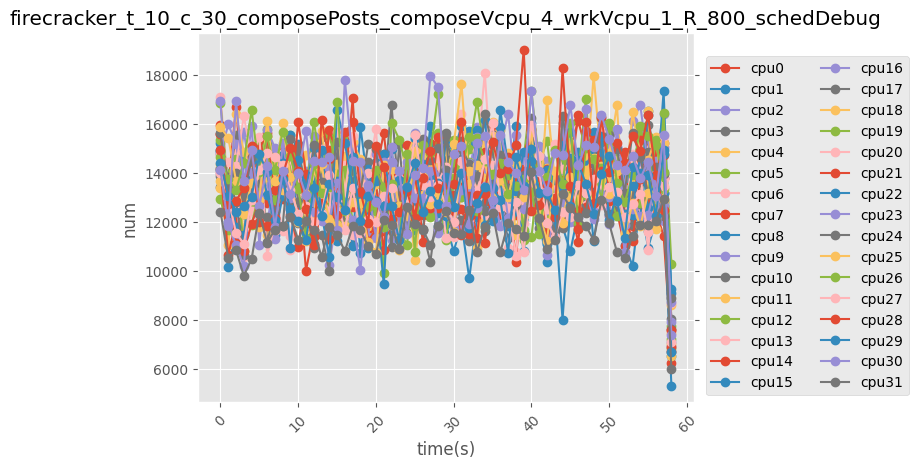 firecracker_t_10_c_30_composePosts_composeVcpu_4_wrkVcpu_1_R_800_schedDebug
num
18000
16000
14000
12000
10000
8000
6000
0
10
20
30
40
50
60
time(s)
cpu0
cpu1
cpu2
cpu3
cpu4
cpu5
cpu6
cpu7
cpu8
cpu9
cpu10
cpu11
cpu12
cpu13
cpu14
cpu15
cpu16
cpu17
cpu18
cpu19
cpu20
cpu21
cpu22
cpu23
cpu24
cpu25
cpu26
cpu27
cpu28
cpu29
cpu30
cpu31